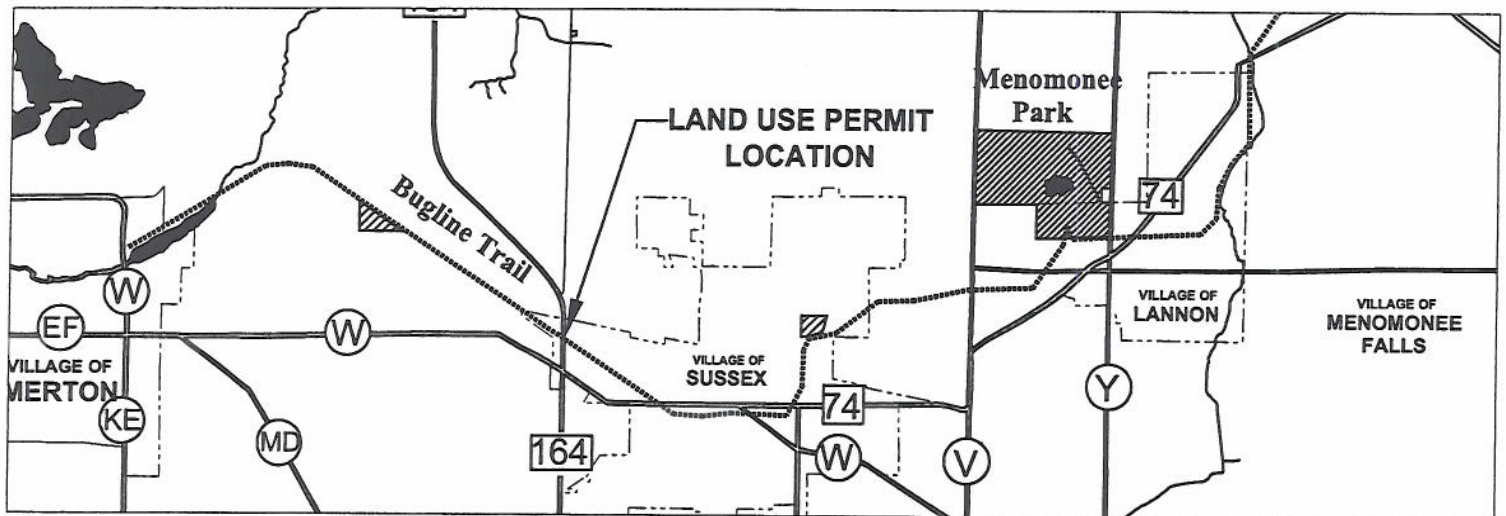 Menomonee
Park
LAND USE PERMIT
LOCATION
74
Bugline Trail
W
EF
W
VILLAGE OF
MERTON
KE
MD
164
VILLAGE OF
SUSSEX
74
W
V
Y
VILLAGE OF
LANNON
VILLAGE OF
MENOMONEE
FALLS